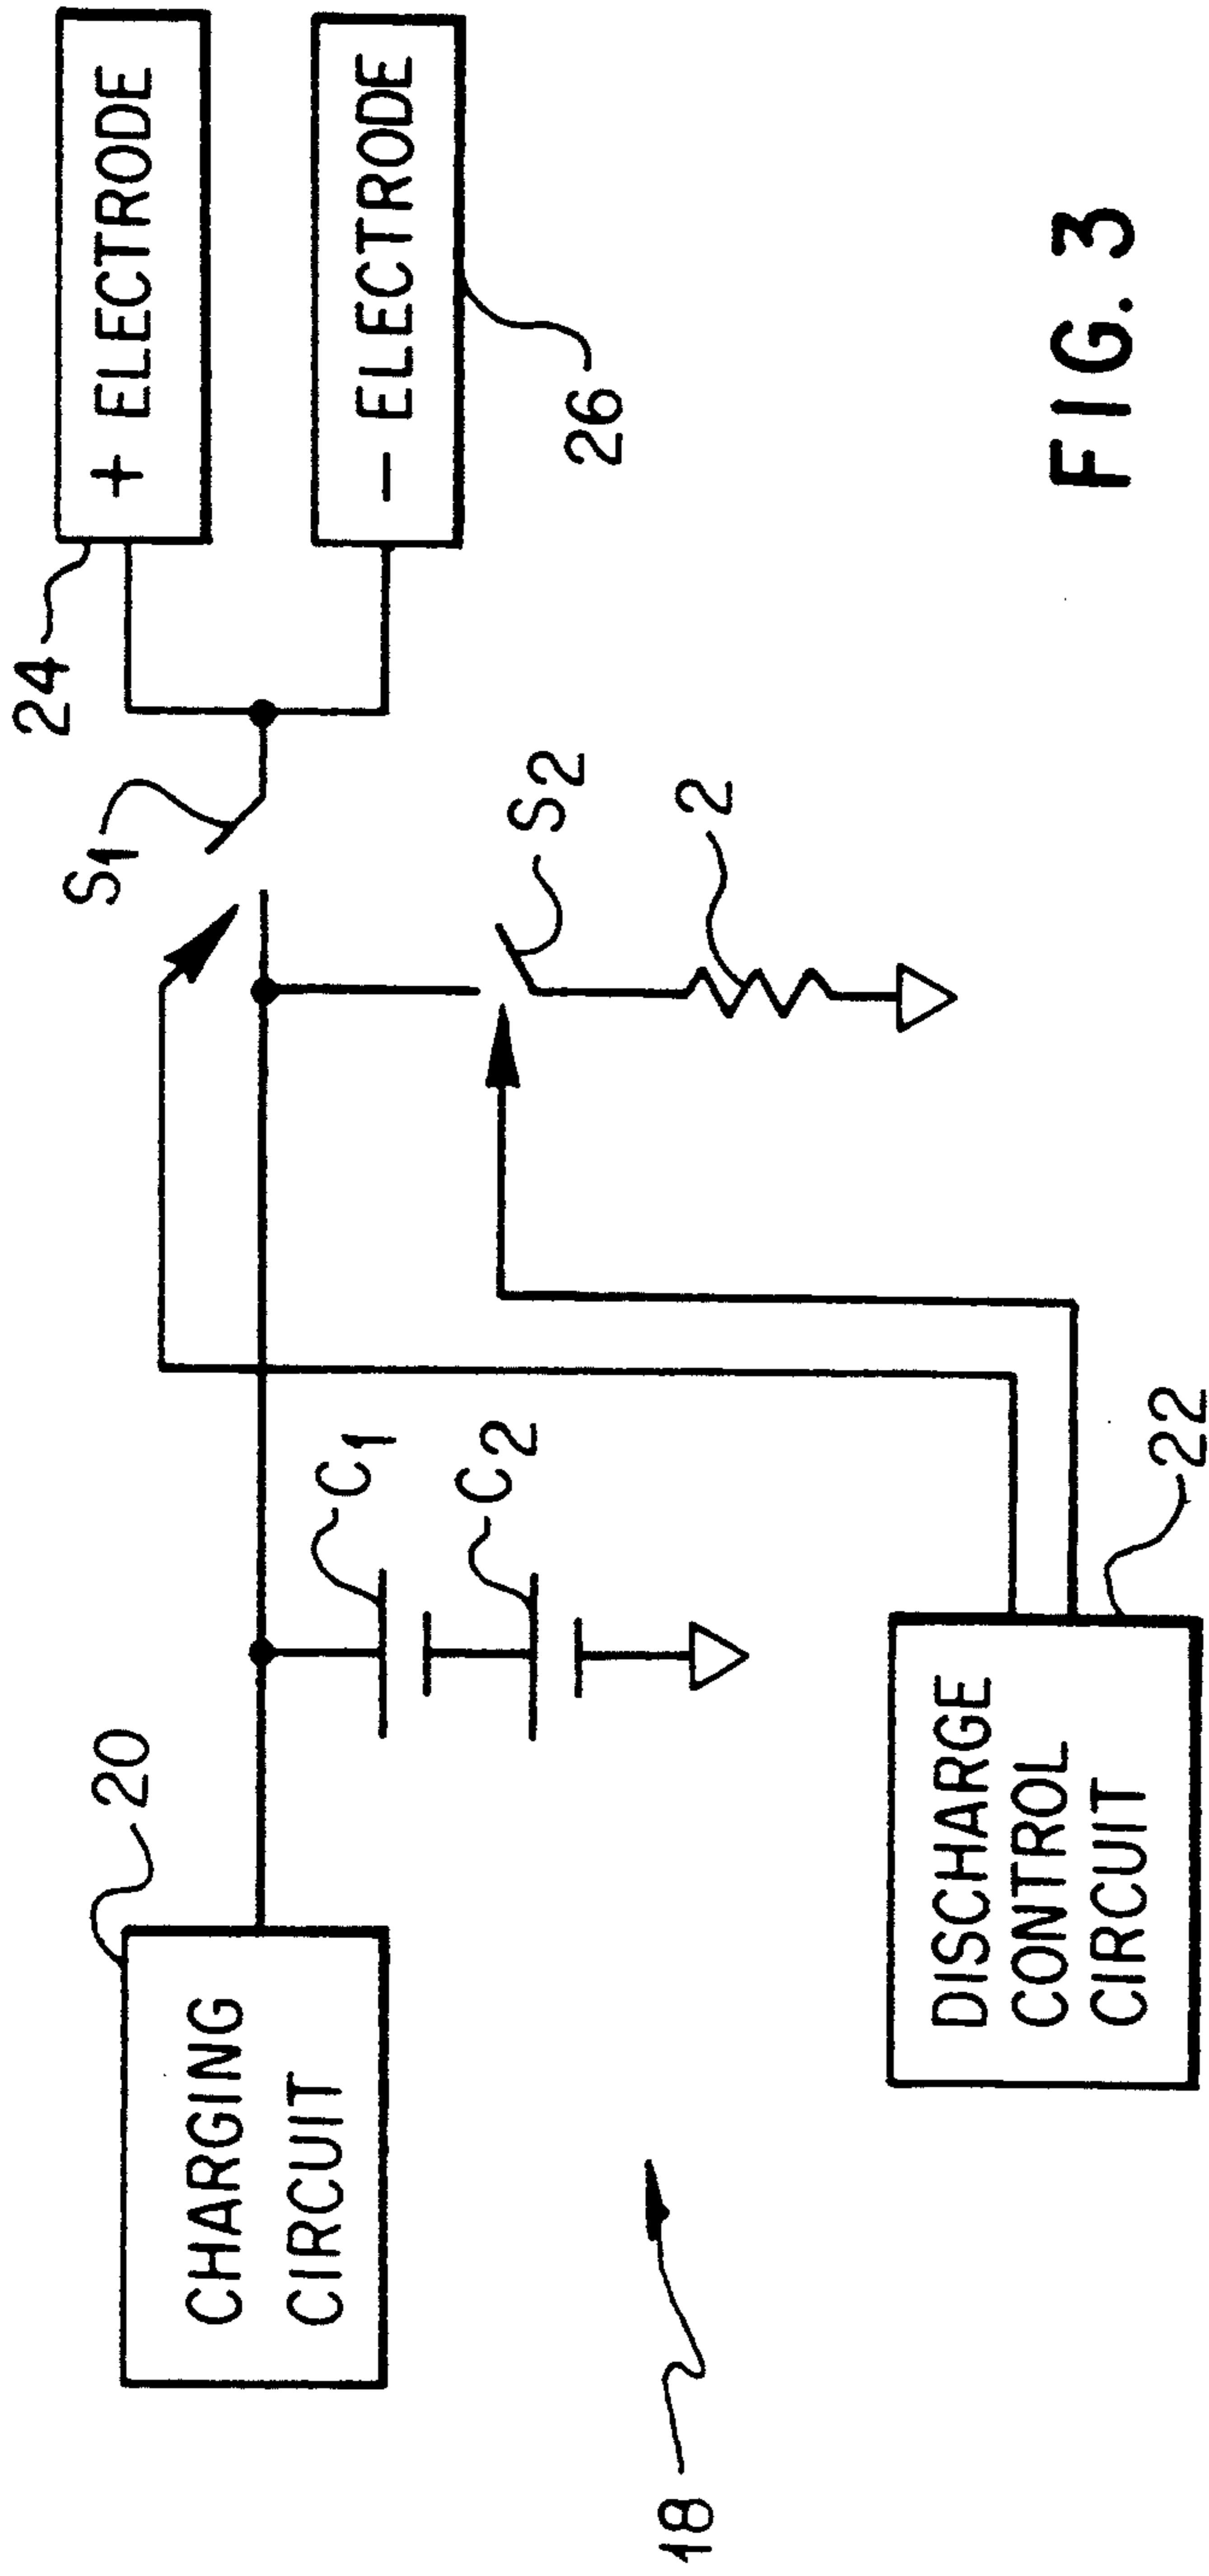 24
+ ELECTRODE
S1
- ELECTRODE
26
S2
2
20
CHARGING
CIRCUIT
C1
C2
18
DISCHARGE
CONTROL
CIRCUIT
22
FIG. 3